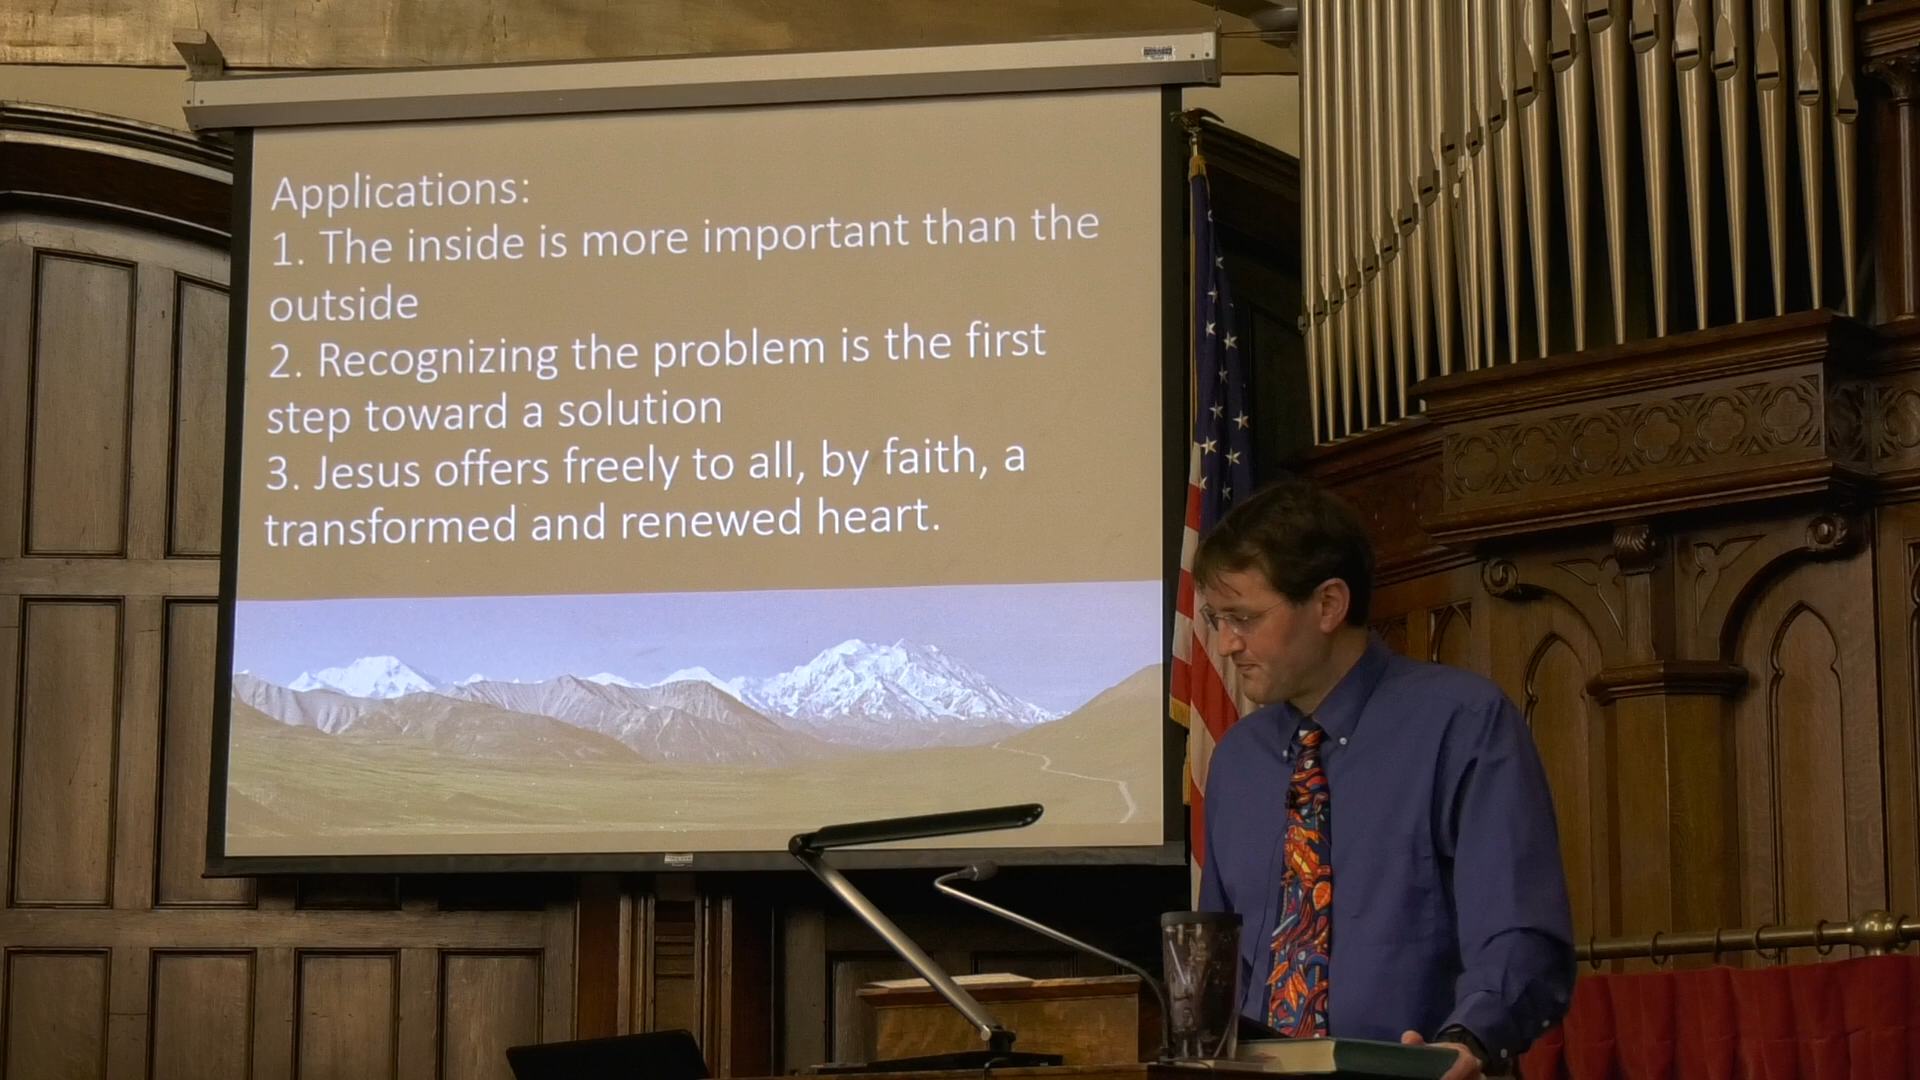 Applications:
1. The inside is more important than the
outside
2. Recognizing the problem is the first
step toward a solution
3. Jesus offers freely to all, by faith, a
transformed and renewed heart.